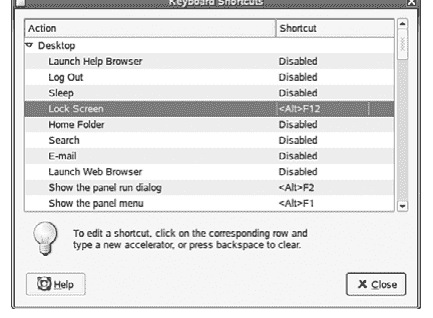 Keyboard Shortcuts
Action Shortcut
Desktop
Launch Help Browser Disabled
Log Out Disabled
Sleep Disabled
Lock Screen <Alt>F12
Home Folder Disabled
Search Disabled
E-mail Disabled
Launch Web Browser Disabled
Show the panel run dialog <Alt>F2
Show the panel menu <Alt>F1
To edit a shortcut, click on the corresponding row and
type a new accelerator, or press backspace to clear.
Help Close